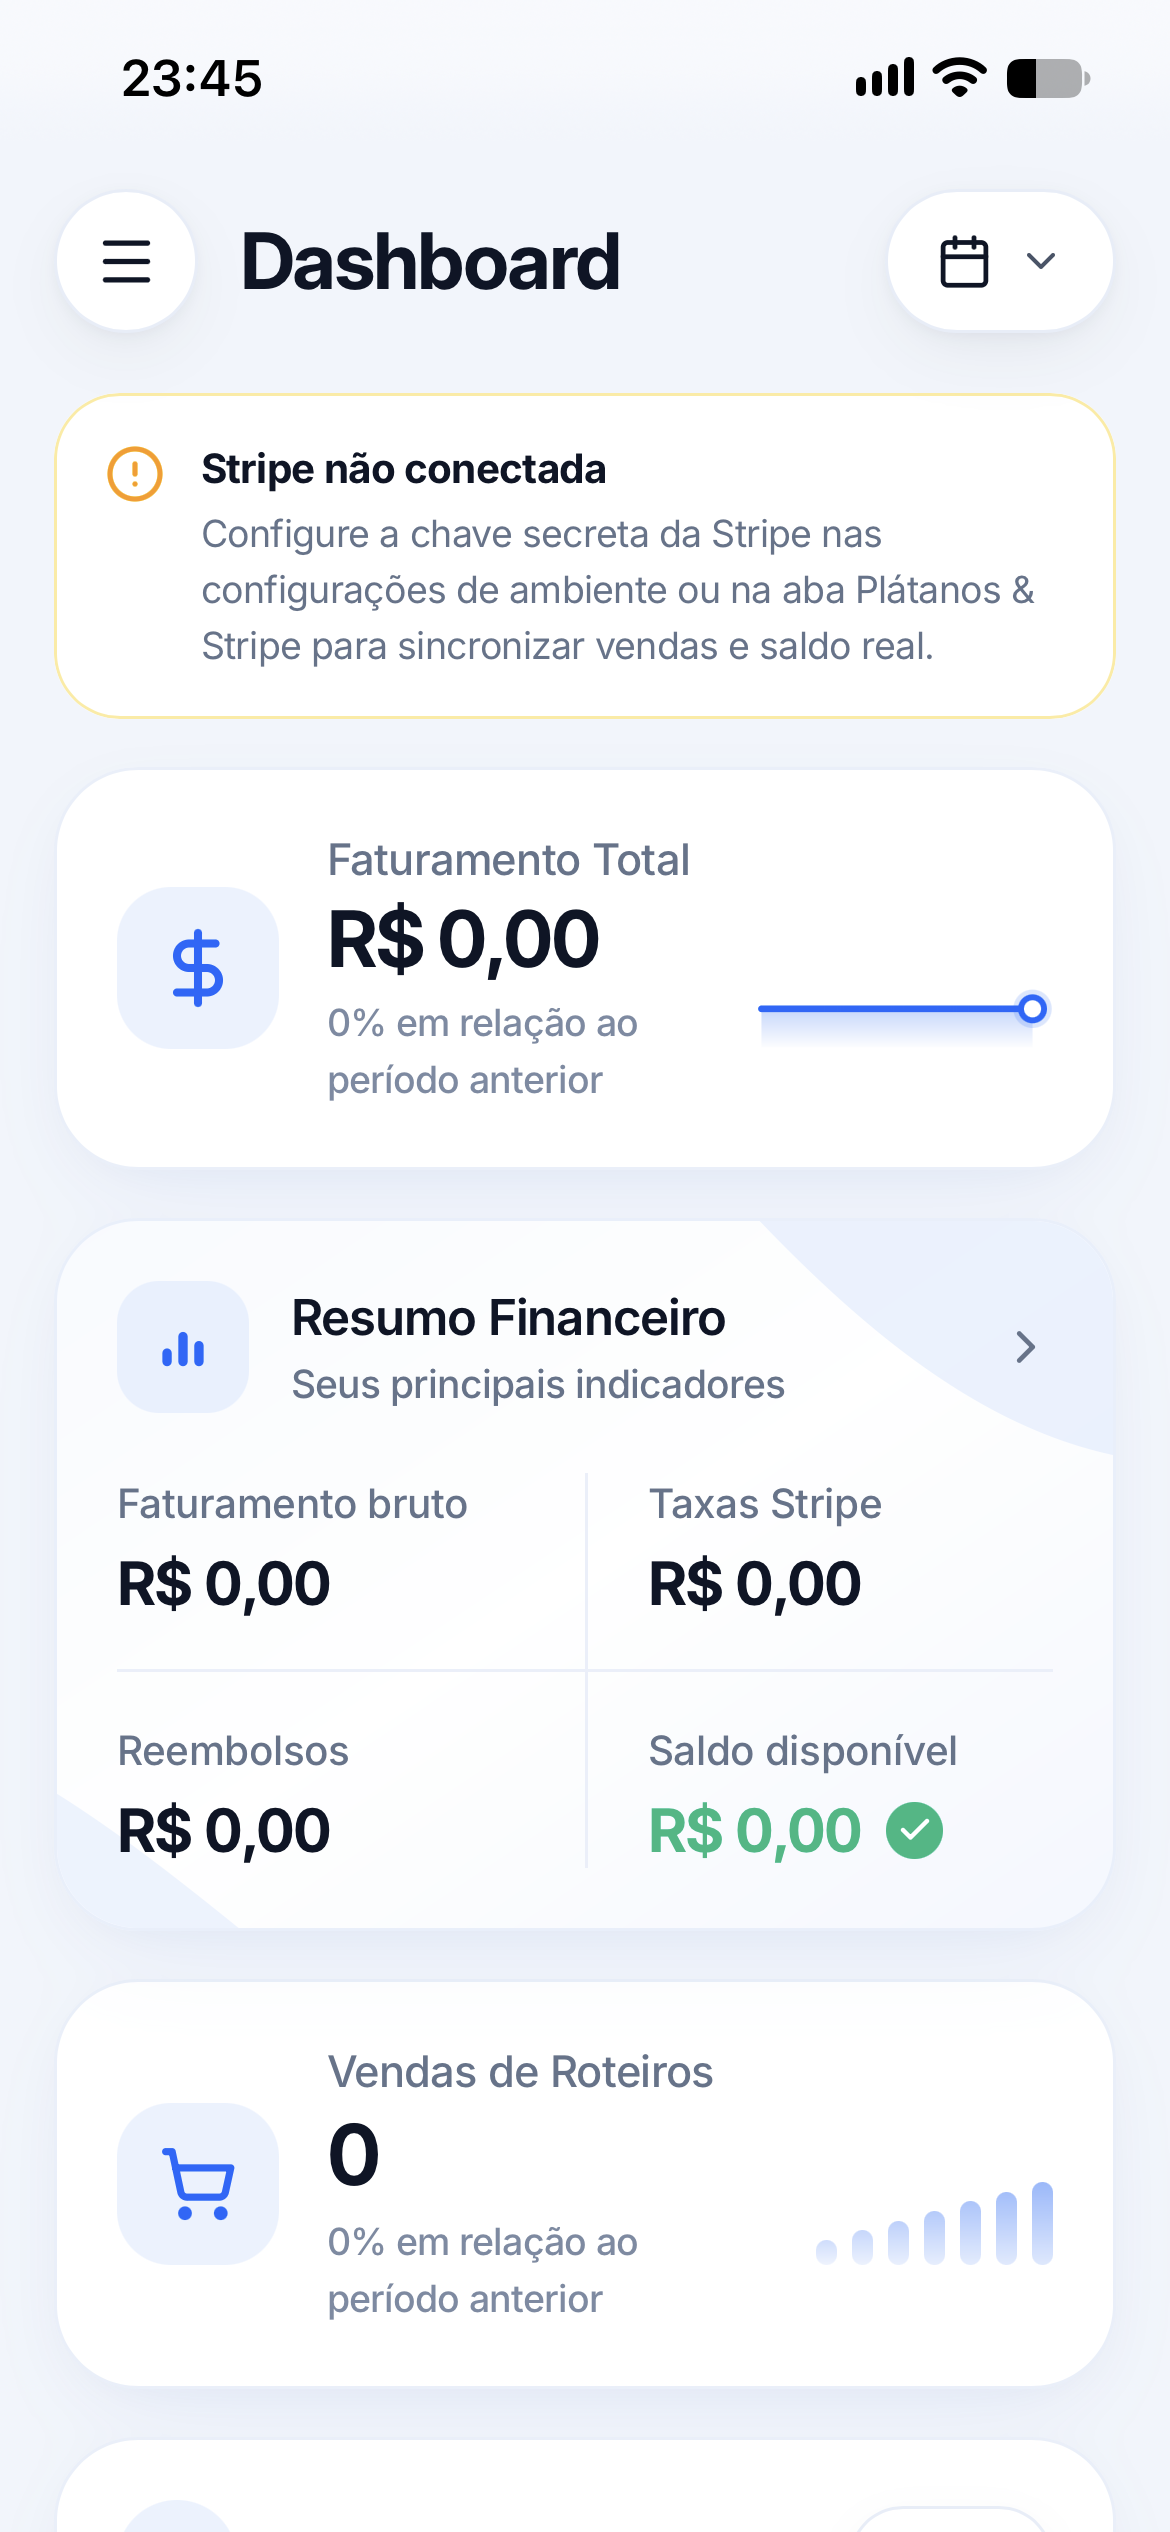 23:45
Dashboard
Stripe não conectada
Configure a chave secreta da Stripe nas
configurações de ambiente ou na aba Plátanos &
Stripe para sincronizar vendas e saldo real.
Faturamento Total
R$ 0,00
0% em relação ao
período anterior
Resumo Financeiro
Seus principais indicadores
Faturamento bruto
R$ 0,00
Taxas Stripe
R$ 0,00
Reembolsos
R$ 0,00
Saldo disponível
R$ 0,00
Vendas de Roteiros
0
0% em relação ao
período anterior